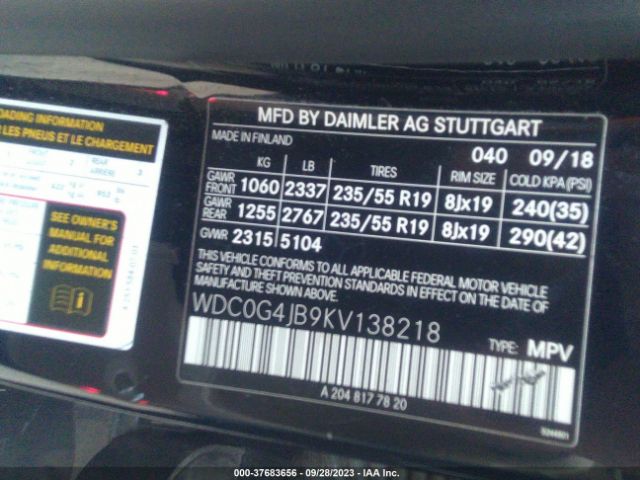 MFD BY DAIMLER AG STUTTGART
MADE IN FINLAND
040 09/18
KG LB TIRES RIM SIZE COLD KPA(PSI)
GAWR FRONT 1060 2337 235/55 R19 8Jx19 240(35)
GAWR REAR 1255 2767 235/55 R19 8Jx19 290(42)
GVWR 2315 5104
THIS VEHICLE CONFORMS TO ALL APPLICABLE FEDERAL MOTOR VEHICLE
SAFETY AND THEFT PREVENTION STANDARDS IN EFFECT ON THE DATE OF
MANUFACTURE SHOWN ABOVE.
WDC0G4JB9KV138218
TYPE: MPV
A 204 817 78 20
OADING INFORMATION
LES PNEUS ET LE CHARGEMENT
REAR
ARRIÈRE
SEE OWNER'S
MANUAL FOR
ADDITIONAL
INFORMATION
000-37683656 - 09/28/2023 - IAA Inc.